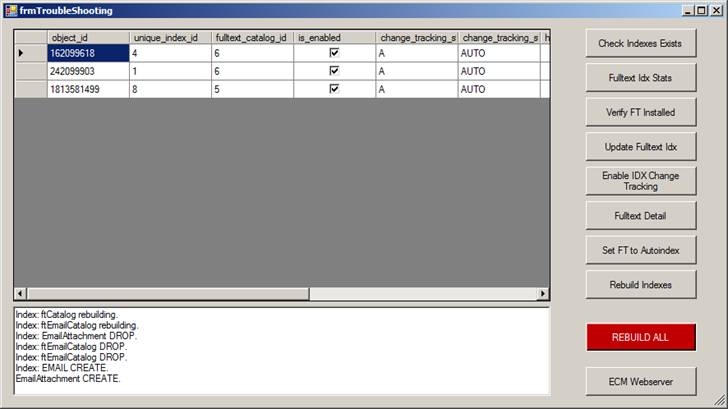 frmTroubleShooting
object_id unique_index_id fulltext_catalog_id is_enabled change_tracking_s change_tracking_s h
162099618 4 6 A AUTO
242099903 1 6 A AUTO
1813581499 8 5 A AUTO
Index: ftCatalog rebuilding.
Index: ftEmailCatalog rebuilding.
Index: EmailAttachment DROP.
Index: ftEmailCatalog DROP.
Index: ftEmailCatalog DROP.
Index: EMAIL CREATE.
EmailAttachment CREATE.
Check Indexes Exists
Fulltext Idx Stats
Verify FT Installed
Update Fulltext Idx
Enable IDX Change
Tracking
Fulltext Detail
Set FT to Autoindex
Rebuild Indexes
REBUILD ALL
ECM Webserver